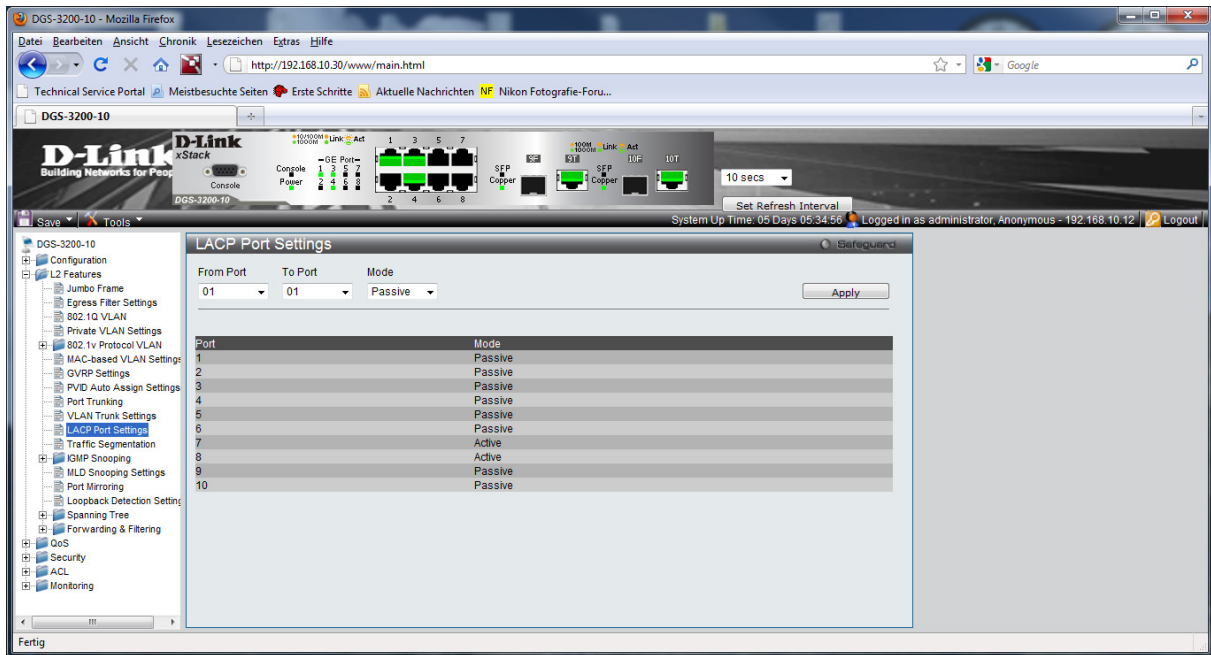 DGS-3200-10 - Mozilla Firefox
Datei Bearbeiten Ansicht Chronik Lesezeichen Extras Hilfe
http://192.168.10.30/www/main.html
Google
Technical Service Portal Meistbesuchte Seiten Erste Schritte Aktuelle Nachrichten NF Nikon Fotografie-Foru...
DGS-3200-10
D-Link
Building Networks for Peop
D-Link
xStack
Console
DGS-3200-10
10/100M
1000M
Link
Act
GE Port
Console 1 3 5 7
Power 2 4 6 8
1 3 5 7
2 4 6 8
100M
1000M
Link
Act
SFP
Copper
9F
9T
SFP
Copper
10F
10T
10 secs
Set Refresh Interval
Save Tools
System Up Time: 05 Days 05:34:56 Logged in as administrator, Anonymous - 192.168.10.12 Logout
DGS-3200-10
Configuration
L2 Features
Jumbo Frame
Egress Filter Settings
802.1Q VLAN
Private VLAN Settings
802.1v Protocol VLAN
MAC-based VLAN Settings
GVRP Settings
PVID Auto Assign Settings
Port Trunking
VLAN Trunk Settings
LACP Port Settings
Traffic Segmentation
IGMP Snooping
MLD Snooping Settings
Port Mirroring
Loopback Detection Setting
Spanning Tree
Forwarding & Filtering
QoS
Security
ACL
Monitoring
LACP Port Settings
Safeguard
From Port To Port Mode
01 01 Passive
Apply
Port Mode
1 Passive
2 Passive
3 Passive
4 Passive
5 Passive
6 Passive
7 Active
8 Active
9 Passive
10 Passive
Fertig